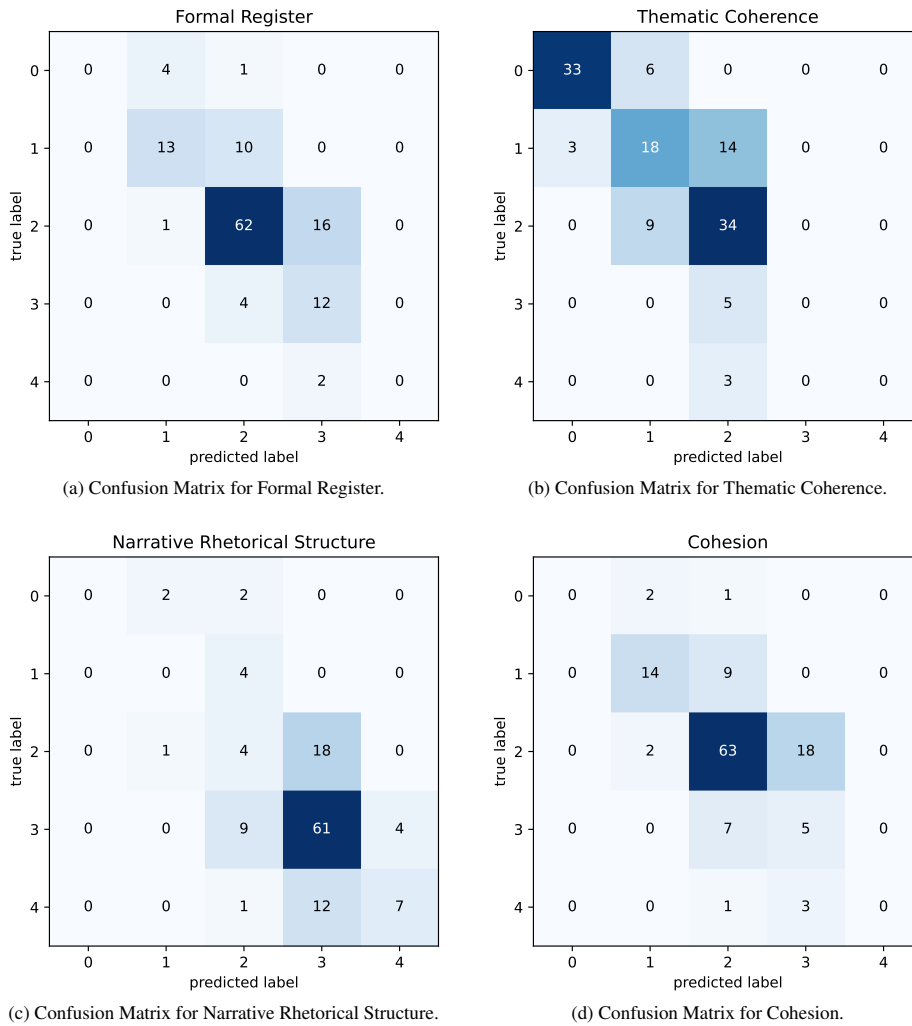 Formal Register
Thematic Coherence
0 0 4 1 0 0
1 0 13 10 0 0
2 0 1 62 16 0
3 0 0 4 12 0
4 0 0 0 2 0
0 1 2 3 4
true label
predicted label
0 33 6 0 0 0
1 3 18 14 0 0
2 0 9 34 0 0
3 0 0 5 0 0
4 0 0 3 0 0
0 1 2 3 4
true label
predicted label
(a) Confusion Matrix for Formal Register.
(b) Confusion Matrix for Thematic Coherence.
Narrative Rhetorical Structure
Cohesion
0 0 2 2 0 0
1 0 0 4 0 0
2 0 1 4 18 0
3 0 0 9 61 4
4 0 0 1 12 7
0 1 2 3 4
true label
predicted label
0 0 2 1 0 0
1 0 14 9 0 0
2 0 2 63 18 0
3 0 0 7 5 0
4 0 0 1 3 0
0 1 2 3 4
true label
predicted label
(c) Confusion Matrix for Narrative Rhetorical Structure.
(d) Confusion Matrix for Cohesion.